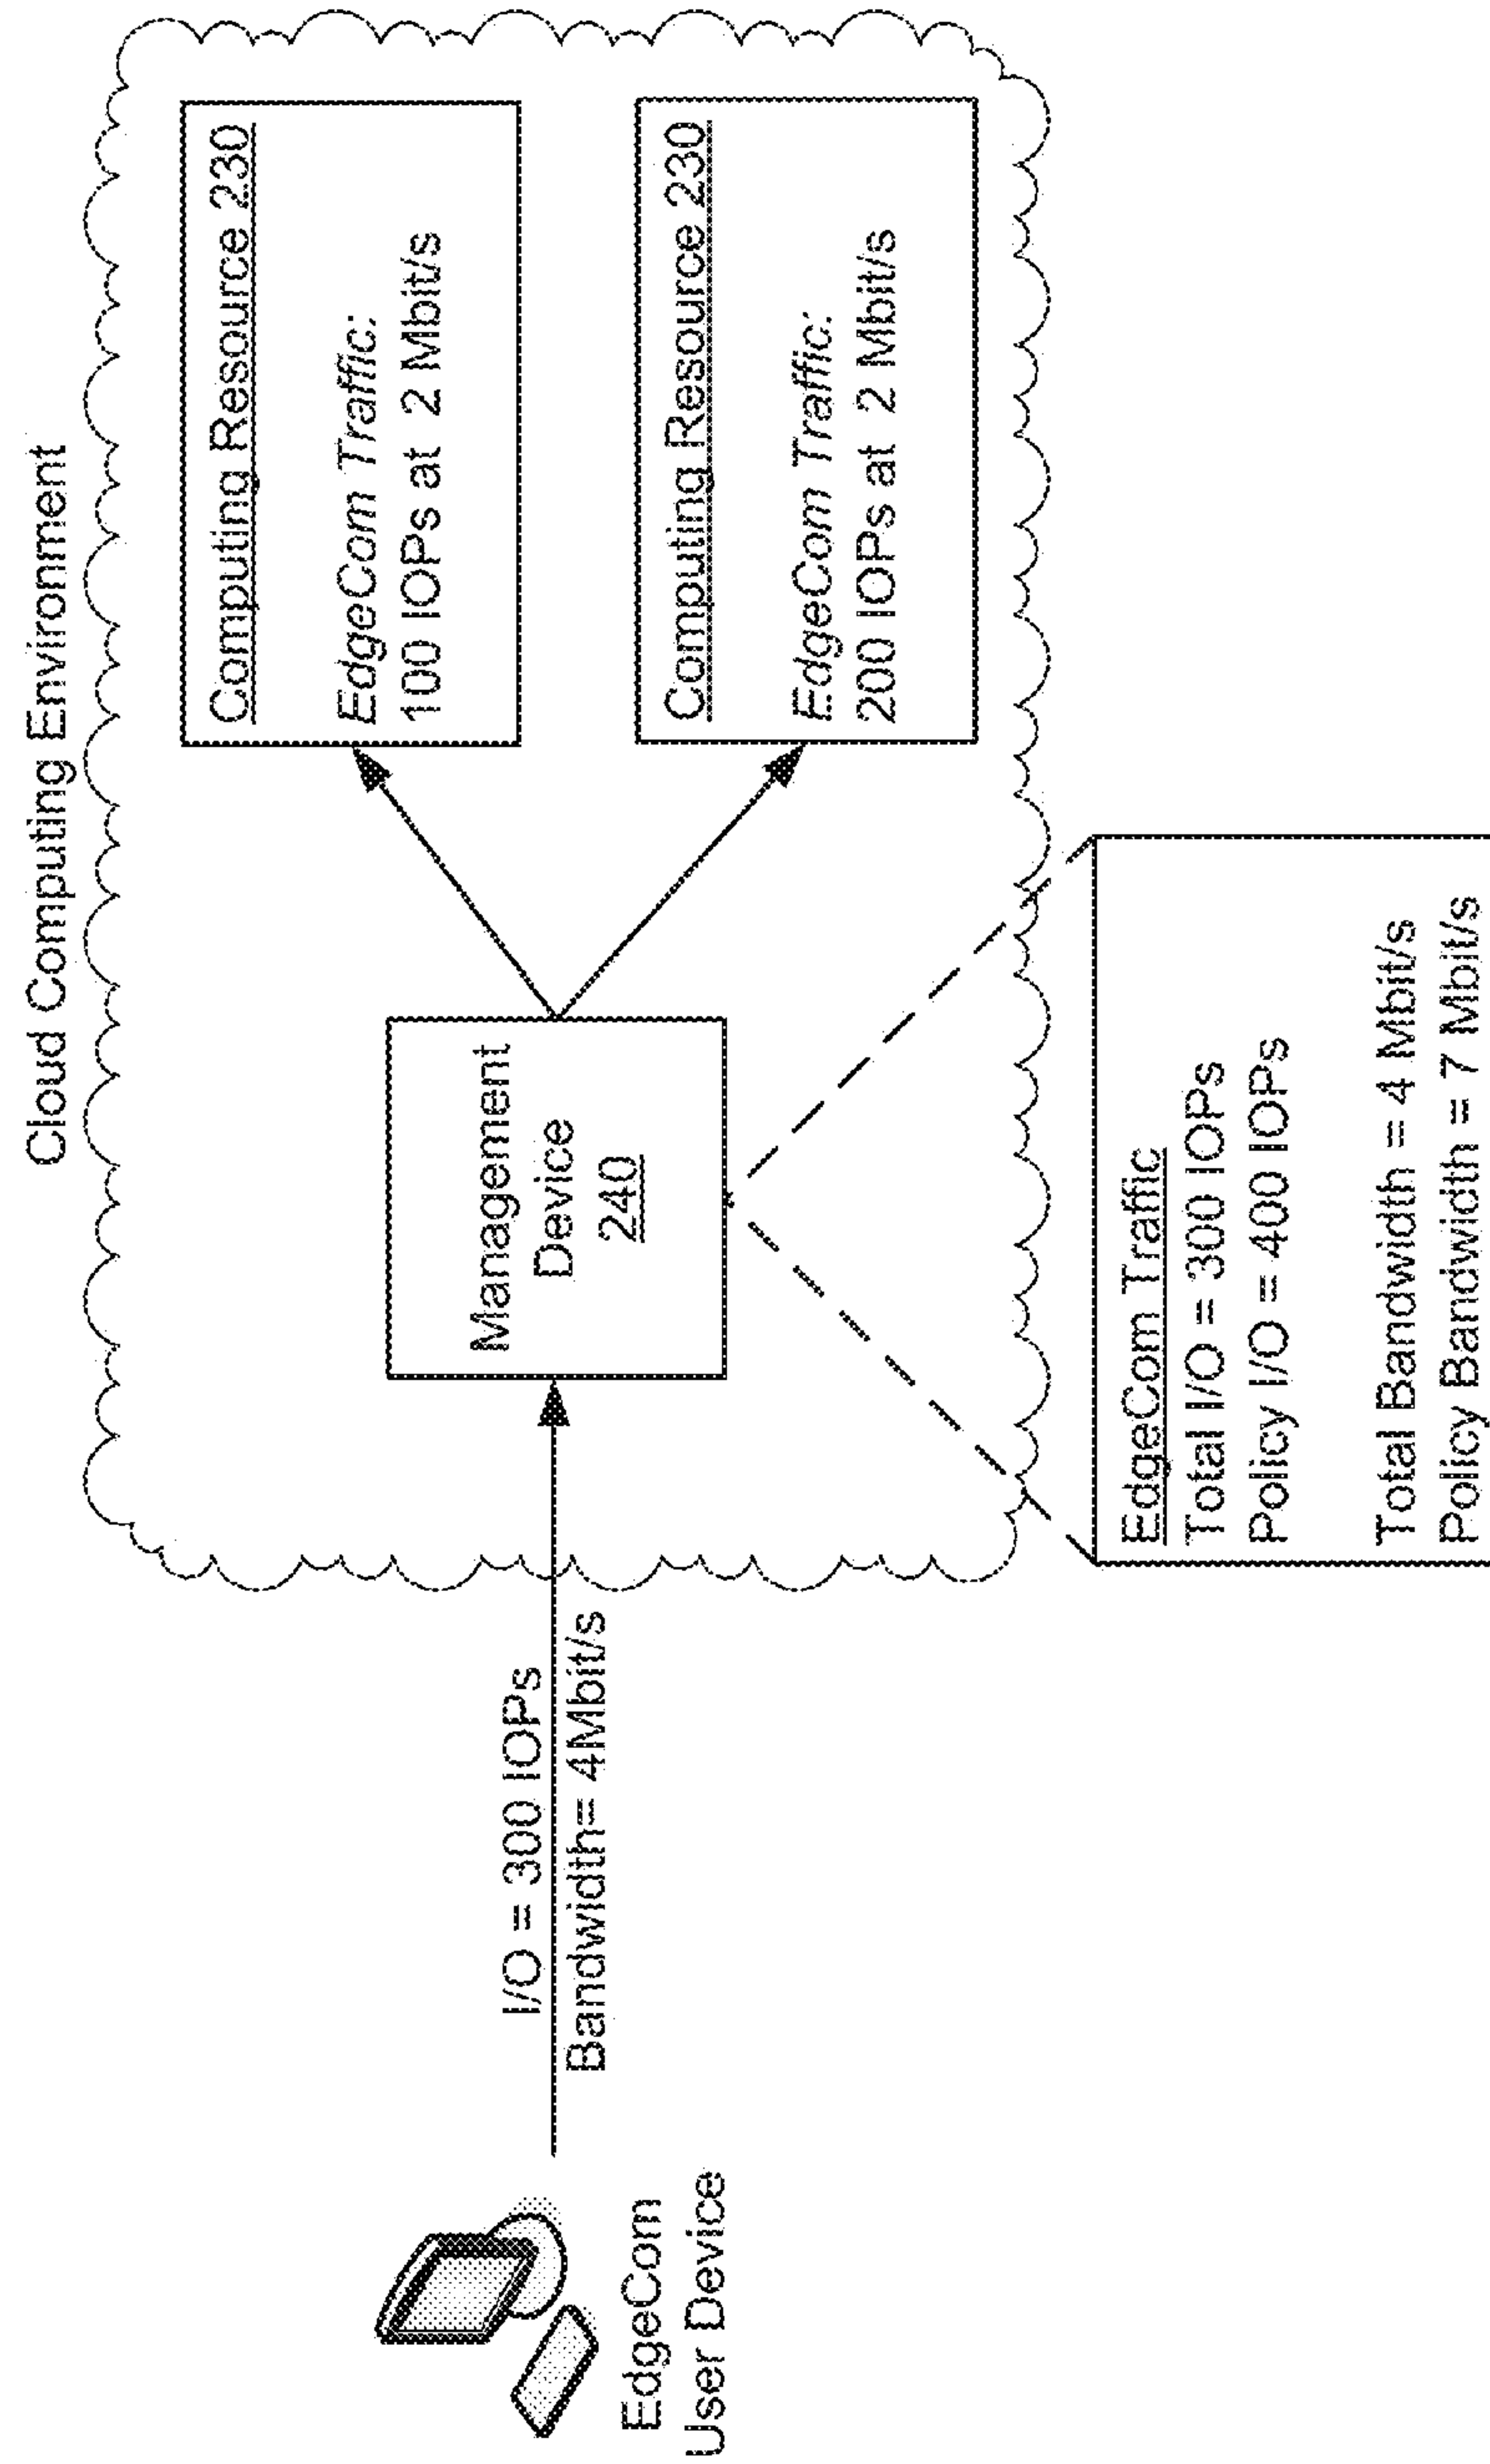 Cloud Computing Environment
Computing Resource 230
EdgeCom Traffic:
100 IOPs at 2 Mbit/s
Computing Resource 230
EdgeCom Traffic:
200 IOPs at 2 Mbit/s
Management
Device
240
I/O = 300 IOPs
Bandwidth= 4Mbit/s
EdgeCom
User Device
EdgeCom Traffic
Total I/O = 300 IOPs
Policy I/O = 400 IOPs
Total Bandwidth = 4 Mbit/s
Policy Bandwidth = 7 Mbit/s